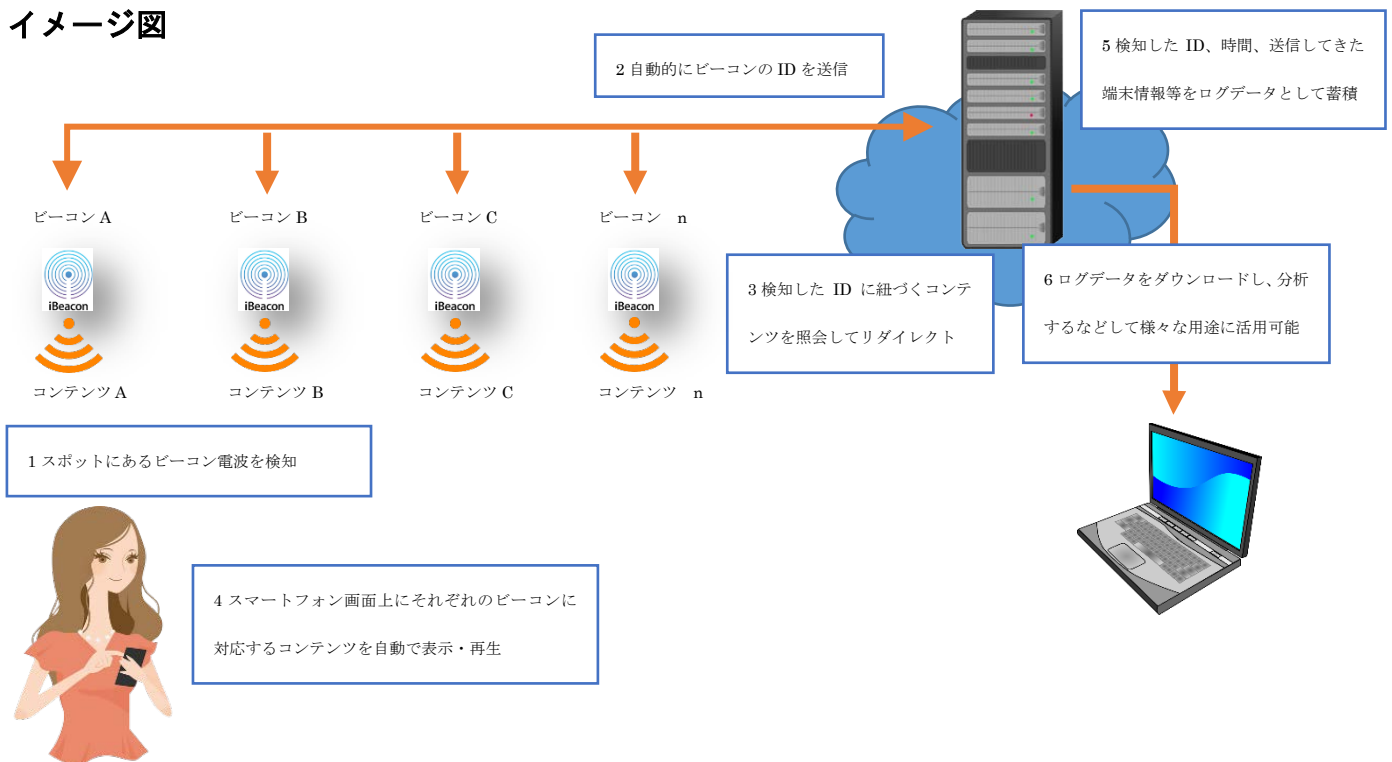 イメージ図
2 自動的にビーコンの ID を送信
5 検知した ID、時間、送信してきた
端末情報等をログデータとして蓄積
ビーコン A
ビーコン B
ビーコン C
ビーコン n
iBeacon
iBeacon
iBeacon
iBeacon
コンテンツ A
コンテンツ B
コンテンツ C
コンテンツ n
3 検知した ID に紐づくコンテ
ンツを照会してリダイレクト
6 ログデータをダウンロードし、分析
するなどして様々な用途に活用可能
1 スポットにあるビーコン電波を検知
4 スマートフォン画面上にそれぞれのビーコンに
対応するコンテンツを自動で表示・再生